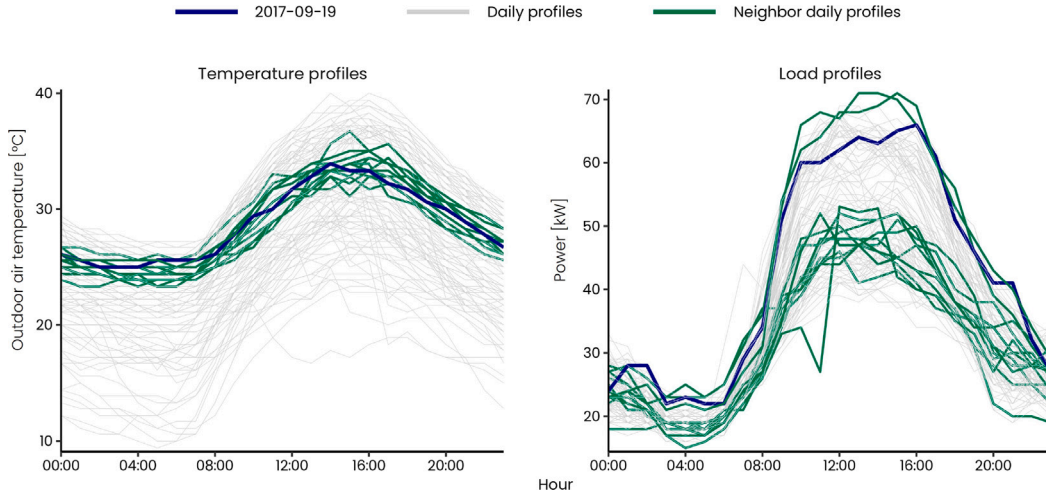 2017-09-19 Daily profiles Neighbor daily profiles
Temperature profiles
Load profiles
Outdoor air temperature [ºC]
40
30
20
10
00:00 04:00 08:00 12:00 16:00 20:00
Power [kW]
70
60
50
40
30
20
00:00 04:00 08:00 12:00 16:00 20:00
Hour